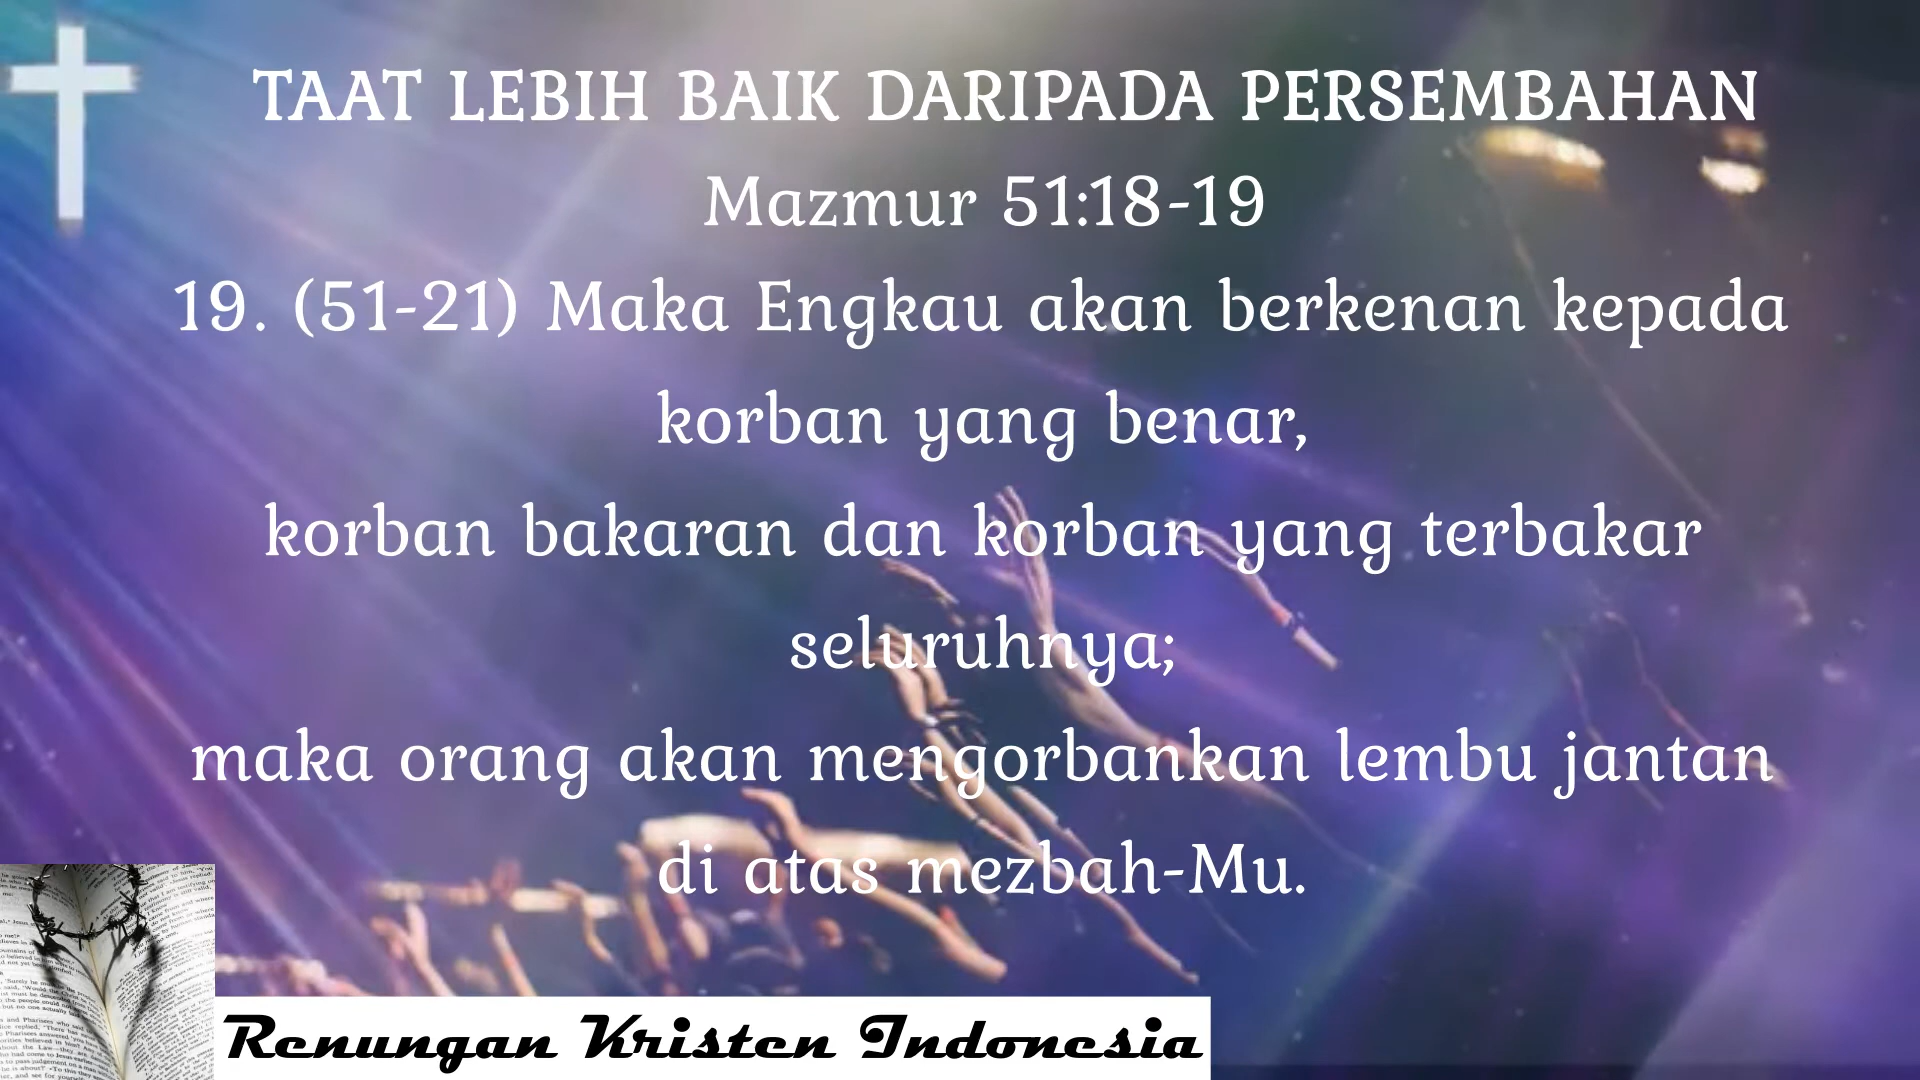 TAAT LEBIH BAIK DARIPADA PERSEMBAHAN
Mazmur 51:18-19
19. (51-21) Maka Engkau akan berkenan kepada
korban yang benar,
korban bakaran dan korban yang terbakar
seluruhnya;
maka orang akan mengorbankan lembu jantan
di atas mezbah-Mu.
Renungan Kristen Indonesia